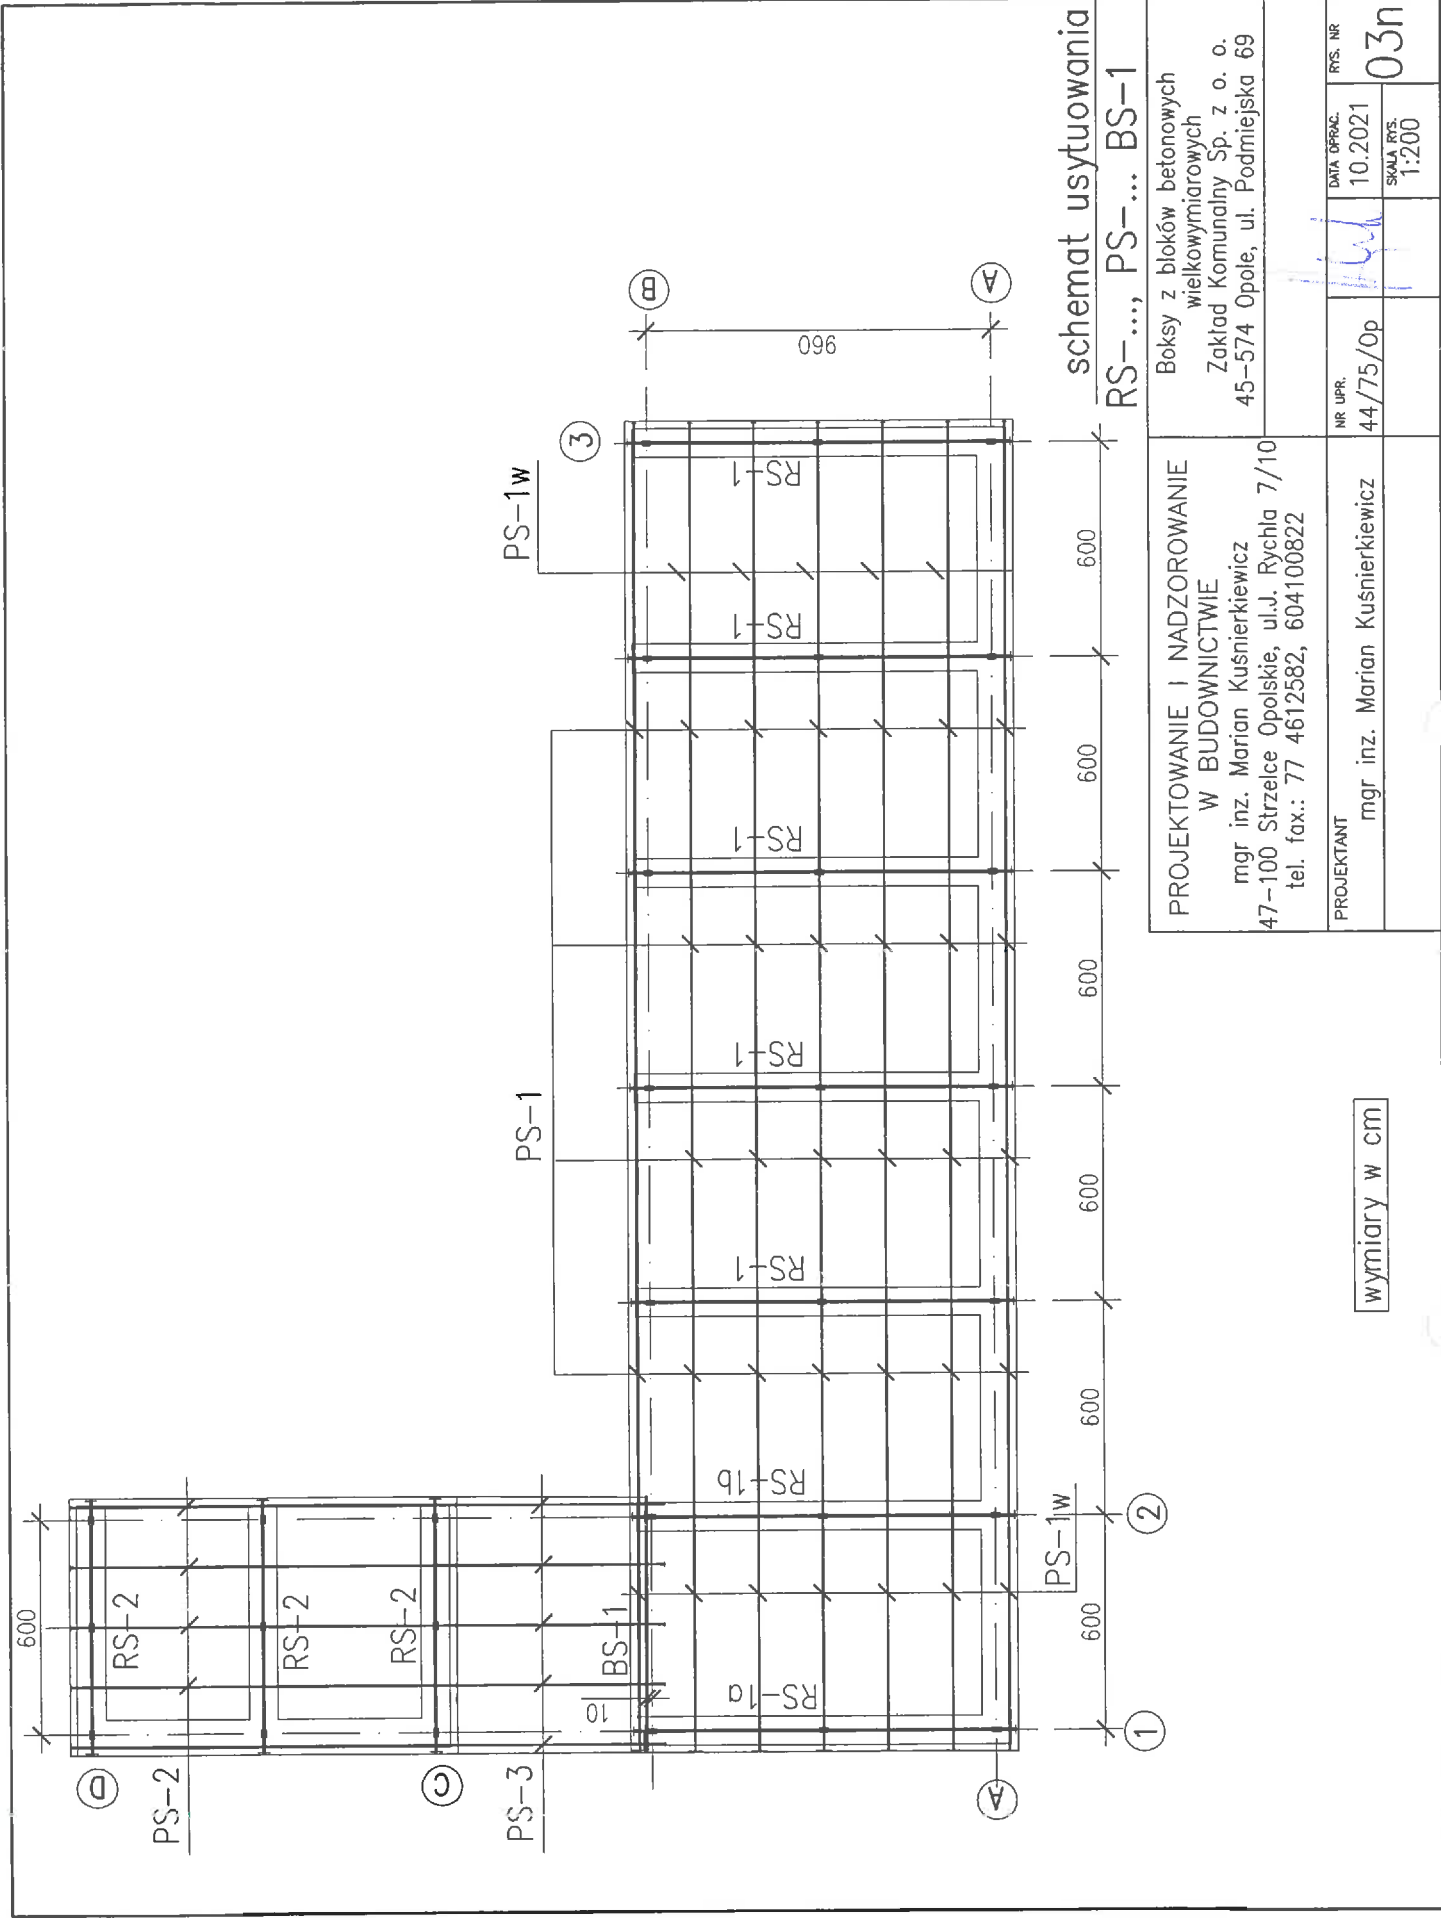 PS-1w
3
B
A
960
RS-1
RS-1
RS-1
RS-1
RS-1
RS-1b
RS-1a
PS-1
600
600
600
600
600
600
PS-1w
2
1
A
600
RS-2
RS-2
RS-2
BS-1
10
D
C
PS-2
PS-3
schemat usytuowania
RS-..., PS-... BS-1
Boksy z bloków betonowych
wielkowymiarowych
Zakład Komunalny Sp. z o. o.
45-574 Opole, ul. Podmiejska 69
PROJEKTOWANIE I NADZOROWANIE
W BUDOWNICTWIE
mgr inz. Marian Kuśnierkiewicz
47-100 Strzelce Opolskie, ul.J. Rychla 7/10
tel. fax.: 77 4612582, 604100822
PROJEKTANT
mgr inz. Marian Kuśnierkiewicz
NR UPR.
44/75/Op
DATA OPRAC.
10.2021
SKALA RYS.
1:200
RYS. NR
03n
wymiary w cm